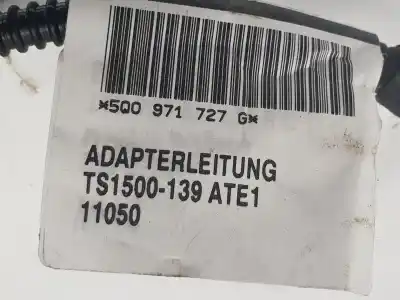 *5Q0 971 727 G*
ADAPTERLEITUNG
TS1500-139 ATE1
11050